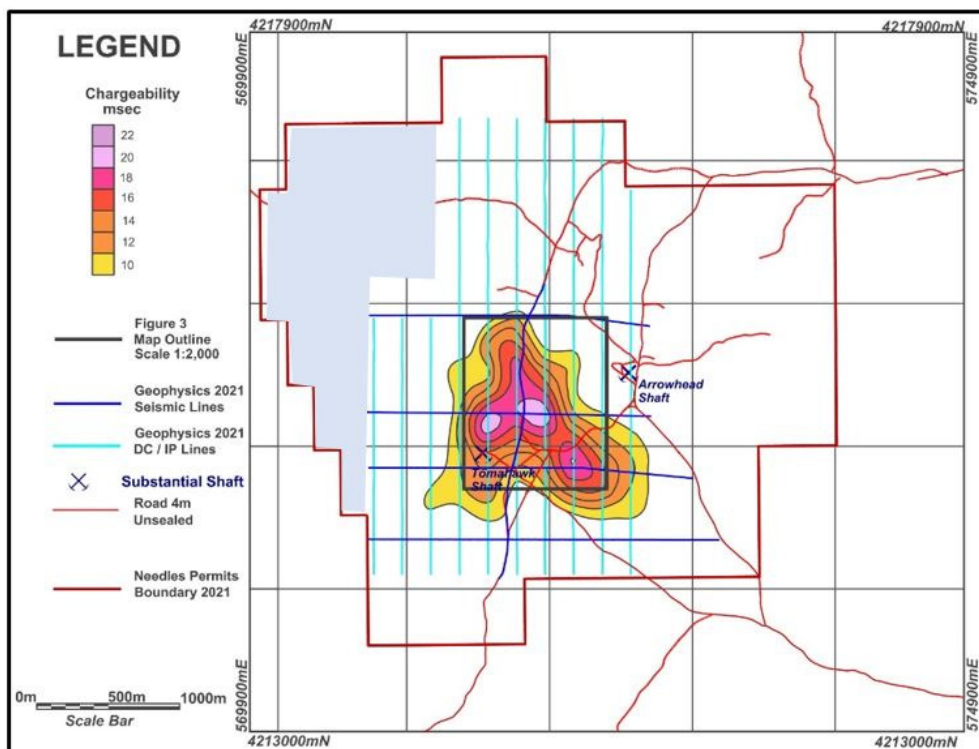 4217900mN
4217900mN
LEGEND
569900mE
574900mE
Chargeability
msec
22
20
18
16
14
12
10
Figure 3
Map Outline
Scale 1:2,000
Geophysics 2021
Seismic Lines
Geophysics 2021
DC / IP Lines
Substantial Shaft
Road 4m
Unsealed
Needles Permits
Boundary 2021
Arrowhead
Shaft
Tomahawk
Shaft
0m 500m 1000m
Scale Bar
569900mE
574900mE
4213000mN
4213000mN